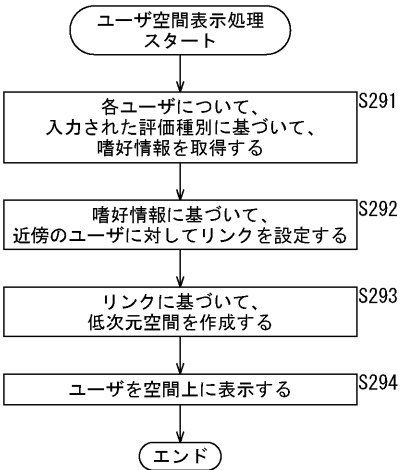 ユーザ空間表示処理
スタート
各ユーザについて、
入力された評価種別に基づいて、
嗜好情報を取得する
S291
嗜好情報に基づいて、
近傍のユーザに対してリンクを設定する
S292
リンクに基づいて、
低次元空間を作成する
S293
ユーザを空間上に表示する
S294
エンド